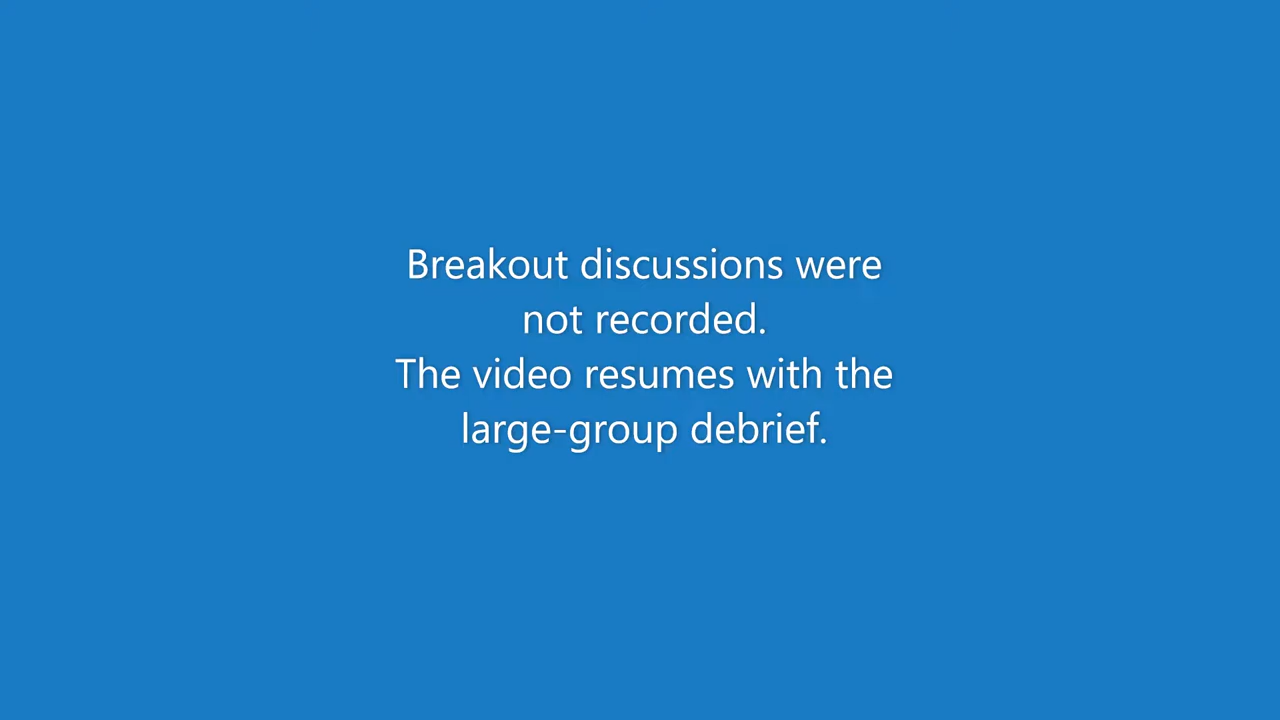 Breakout discussions were
not recorded.
The video resumes with the
large-group debrief.